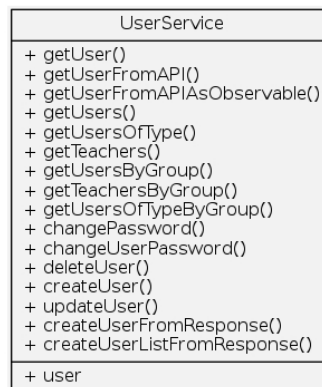 UserService
+ getUser()
+ getUserFromAPI()
+ getUserFromAPIAsObservable()
+ getUsers()
+ getUsersOfType()
+ getTeachers()
+ getUsersByGroup()
+ getTeachersByGroup()
+ getUsersOfTypeByGroup()
+ changePassword()
+ changeUserPassword()
+ deleteUser()
+ createUser()
+ updateUser()
+ createUserFromResponse()
+ createUserListFromResponse()
+ user